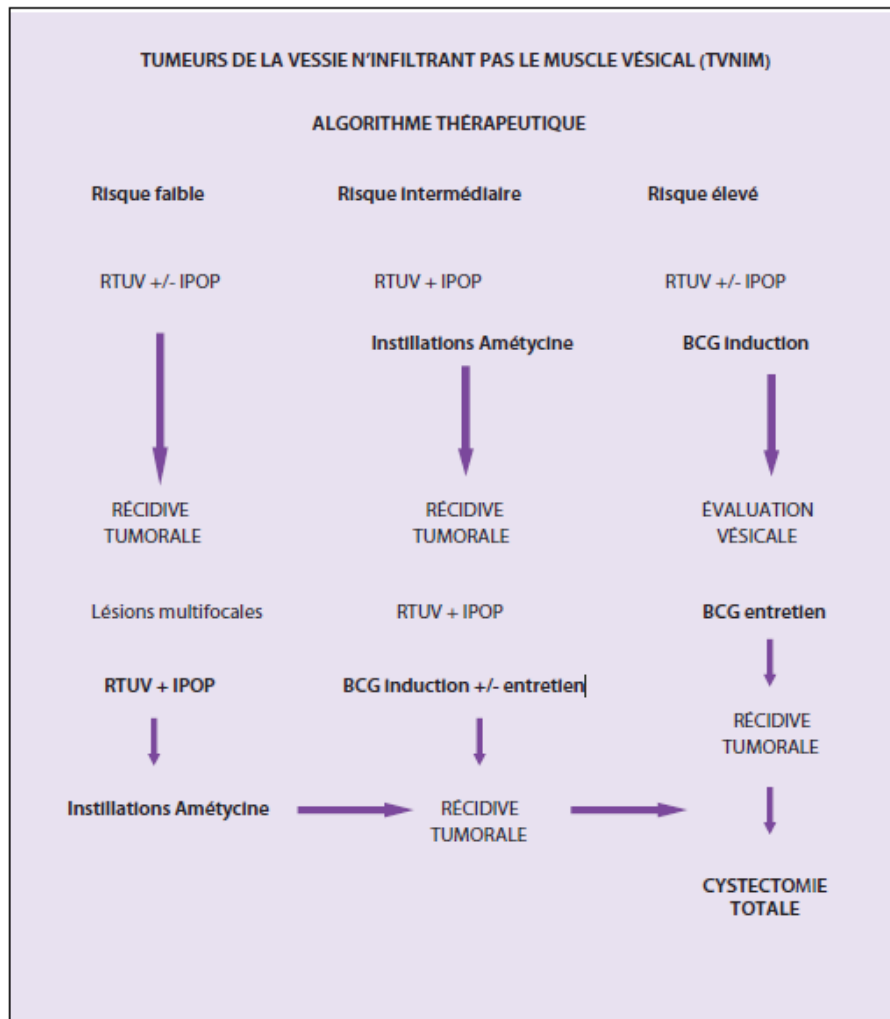 TUMEURS DE LA VESSIE N'INFILTRANT PAS LE MUSCLE VÉSICAL (TVNIM)
ALGORITHME THÉRAPEUTIQUE
Risque faible
Risque intermédiaire
Risque élevé
RTUV +/- IPOP
RTUV + IPOP
RTUV +/- IPOP
Instillations Amétycine
BCG induction
RÉCIDIVE
TUMORALE
RÉCIDIVE
TUMORALE
ÉVALUATION
VÉSICALE
Lésions multifocales
RTUV + IPOP
BCG entretien
RTUV + IPOP
BCG induction +/- entretien
RÉCIDIVE
TUMORALE
Instillations Amétycine
RÉCIDIVE
TUMORALE
CYSTECTOMIE
TOTALE